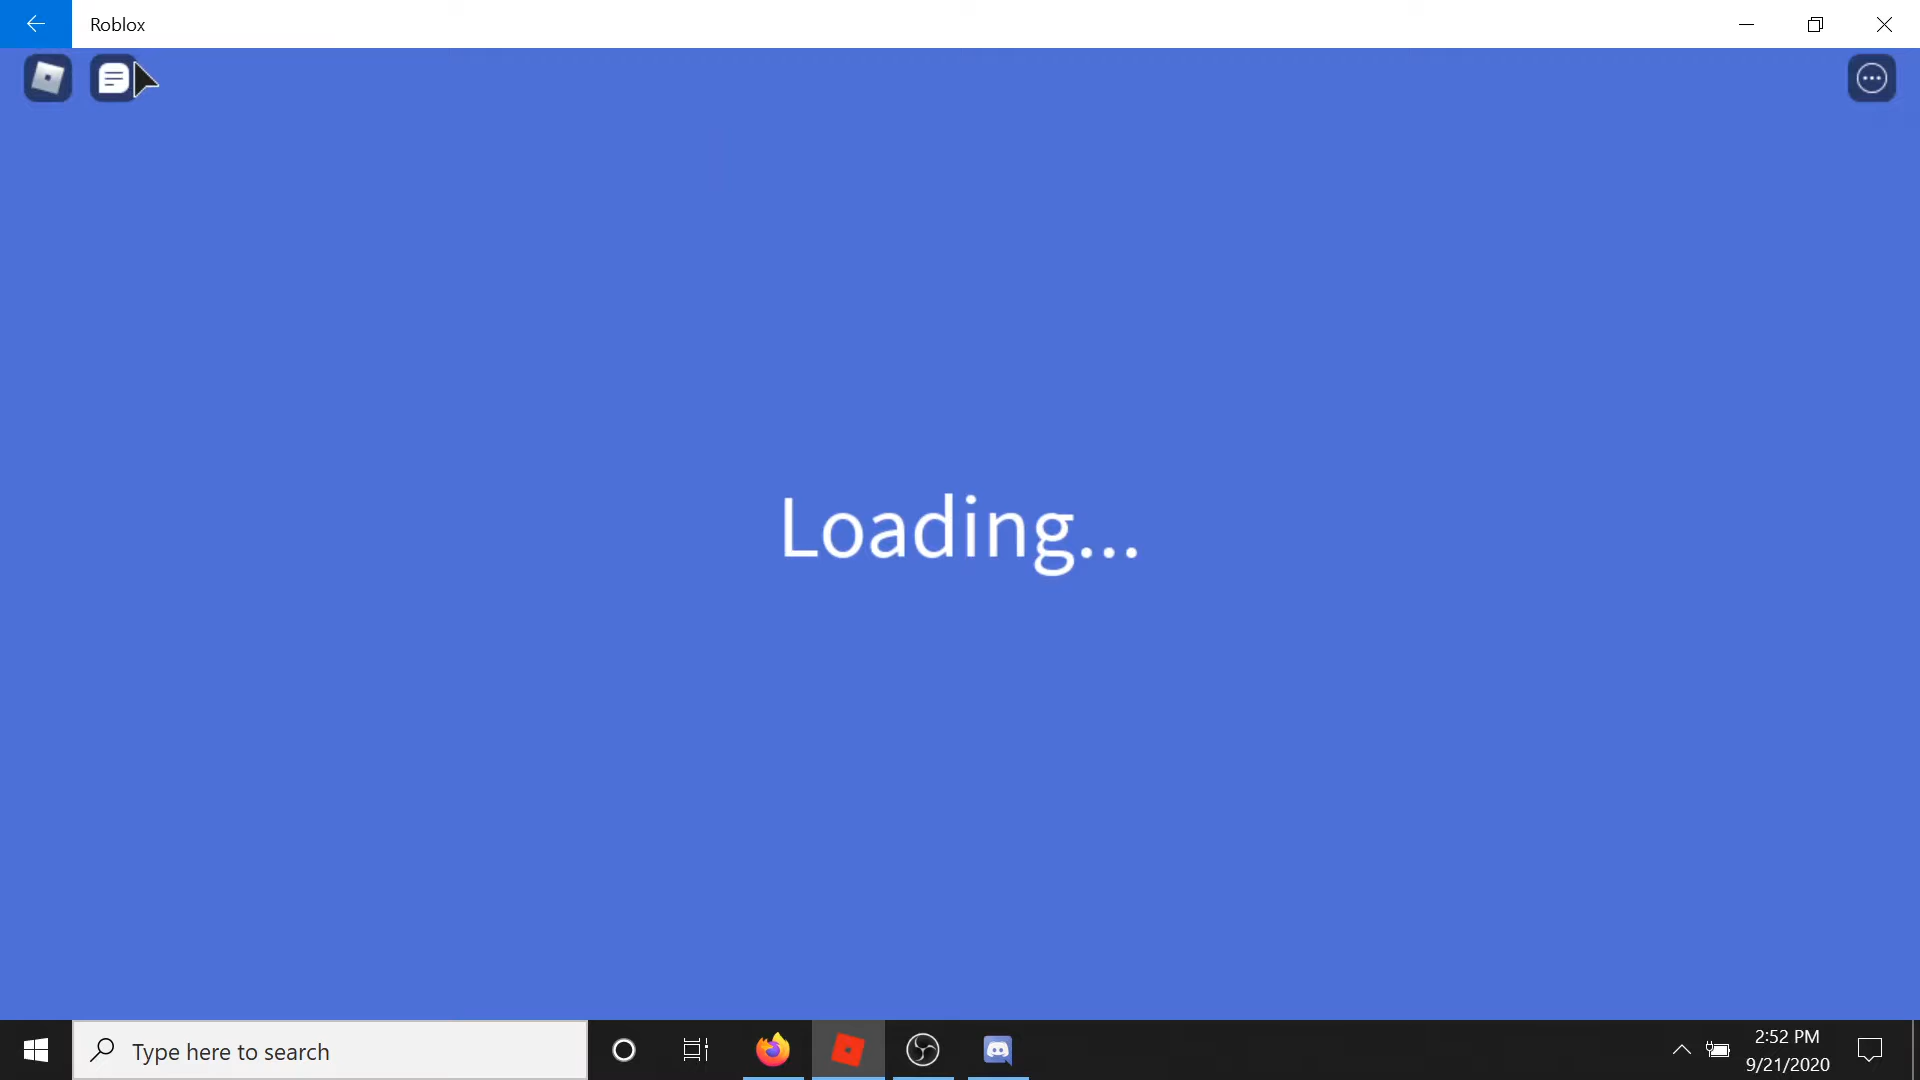 Roblox
Loading...
Type here to search
2:52 PM
9/21/2020